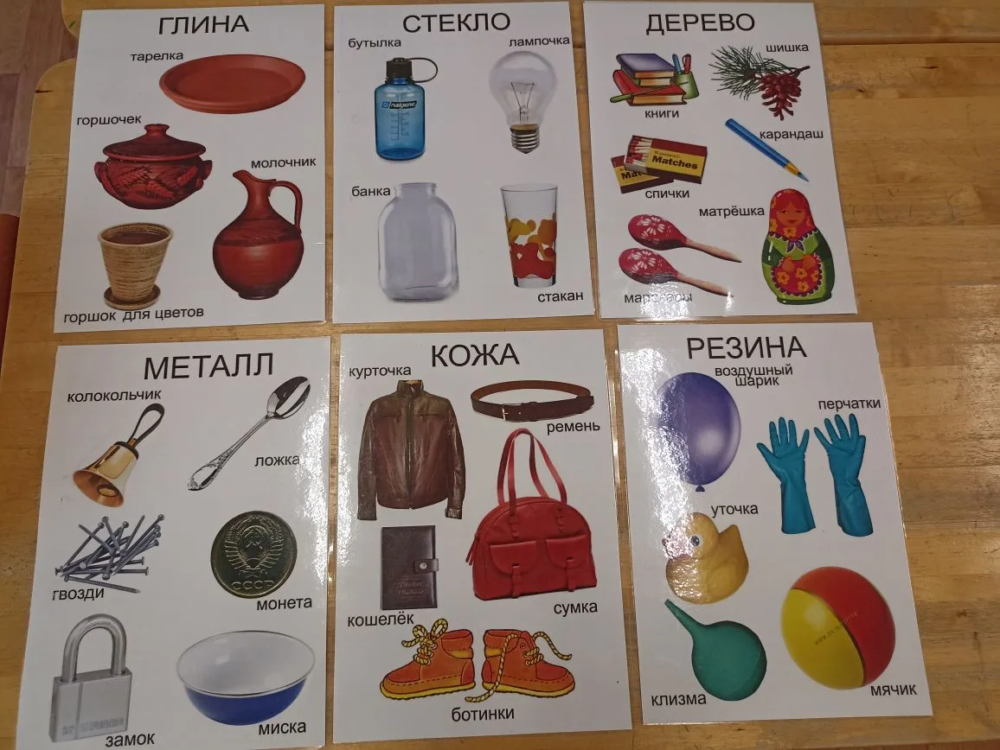 ГЛИНА
тарелка
горшочек
молочник
горшок для цветов
СТЕКЛО
бутылка
лампочка
nalgene
банка
стакан
ДЕРЕВО
шишка
книги
карандаш
Matches
спички
матрёшка
маракасы
МЕТАЛЛ
колокольчик
ложка
гвозди
СССР
монета
замок
миска
КОЖА
курточка
ремень
кошелёк
сумка
ботинки
РЕЗИНА
воздушный
шарик
перчатки
уточка
клизма
мячик